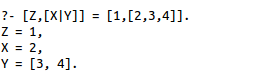 ?- [Z,[X|Y]] = [1,[2,3,4]].
Z = 1,
X = 2,
Y = [3, 4].